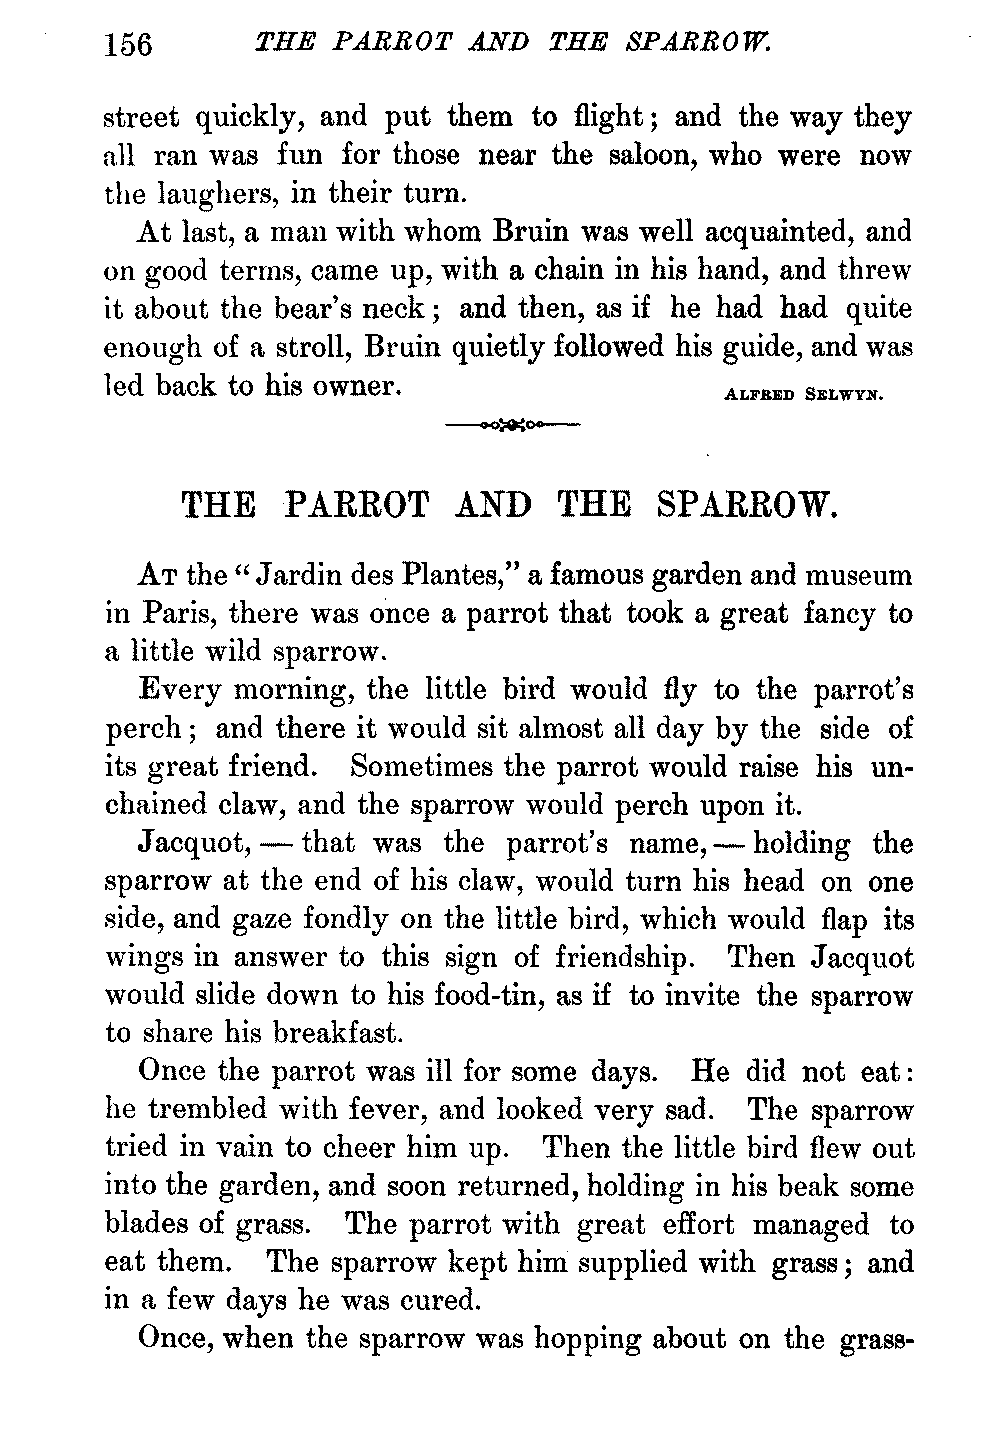 156 THE PARROT AND THE SPARROW.
street quickly, and put them to flight; and the way they
all ran was fun for those near the saloon, who were now
the laughers, in their turn.
At last, a man with whom Bruin was well acquainted, and
on good terms, came up, with a chain in his hand, and threw
it about the bear's neck; and then, as if he had had quite
enough of a stroll, Bruin quietly followed his guide, and was
led back to his owner. ALFRED SELWYN.
THE PARROT AND THE SPARROW.
AT the "Jardin des Plantes," a famous garden and museum
in Paris, there was once a parrot that took a great fancy to
a little wild sparrow.
Every morning, the little bird would fly to the parrot's
perch; and there it would sit almost all day by the side of
its great friend. Sometimes the parrot would raise his un-
chained claw, and the sparrow would perch upon it.
Jacquot, — that was the parrot's name, — holding the
sparrow at the end of his claw, would turn his head on one
side, and gaze fondly on the little bird, which would flap its
wings in answer to this sign of friendship. Then Jacquot
would slide down to his food-tin, as if to invite the sparrow
to share his breakfast.
Once the parrot was ill for some days. He did not eat:
he trembled with fever, and looked very sad. The sparrow
tried in vain to cheer him up. Then the little bird flew out
into the garden, and soon returned, holding in his beak some
blades of grass. The parrot with great effort managed to
eat them. The sparrow kept him supplied with grass; and
in a few days he was cured.
Once, when the sparrow was hopping about on the grass-